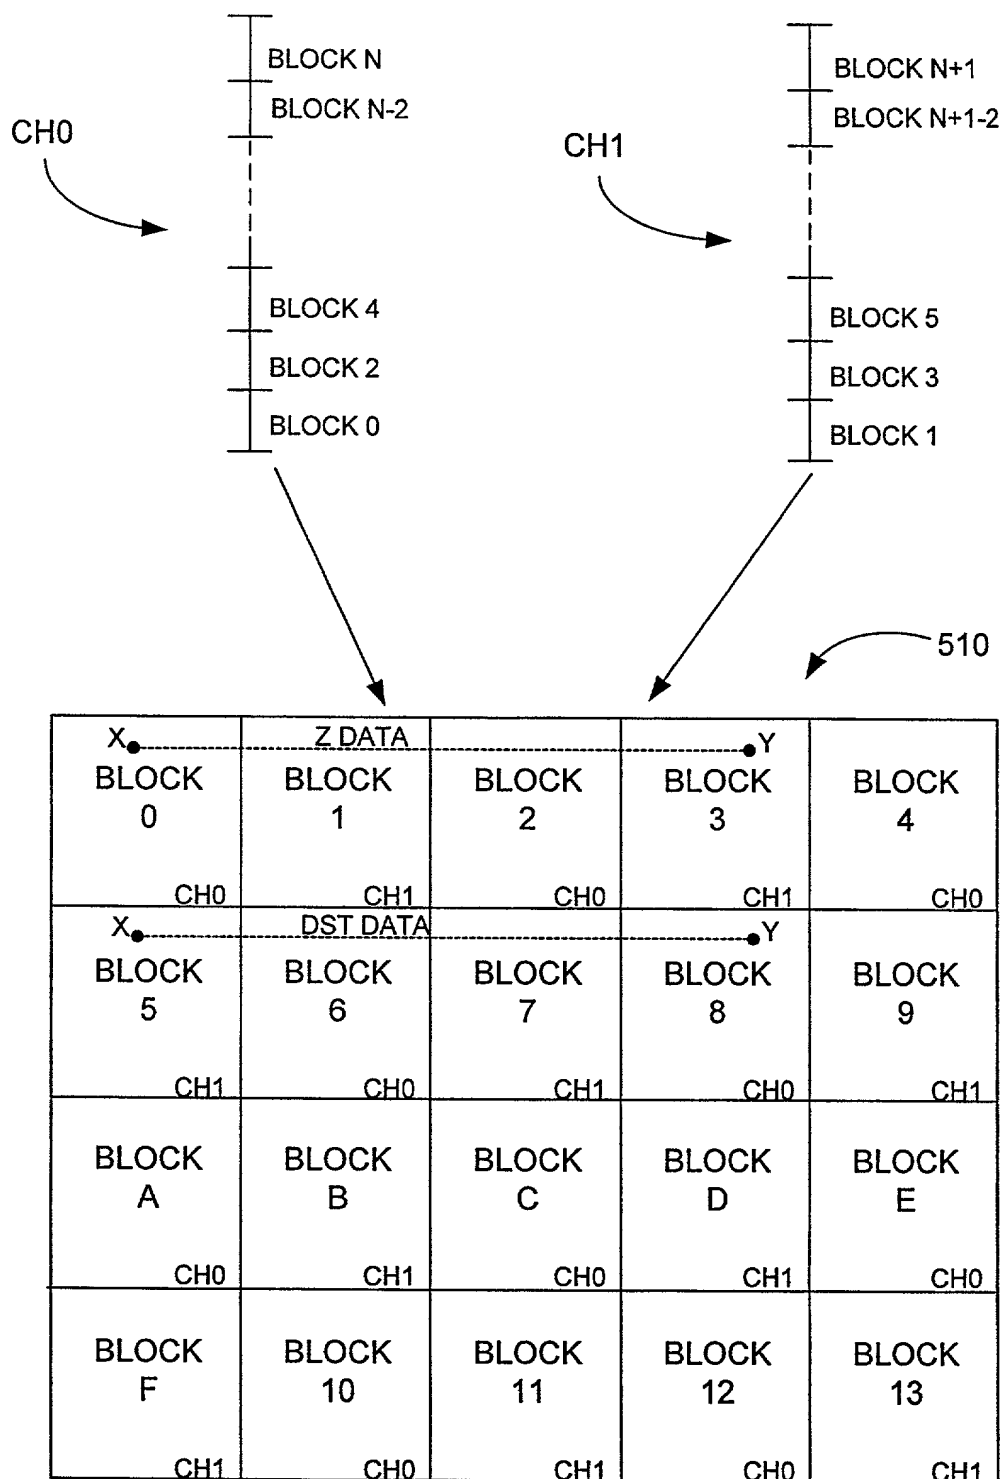 BLOCK N
BLOCK N-2
CH0
BLOCK 4
BLOCK 2
BLOCK 0
BLOCK N+1
BLOCK N+1-2
CH1
BLOCK 5
BLOCK 3
BLOCK 1
510
X Z DATA Y
BLOCK 0 CH0
BLOCK 1 CH1
BLOCK 2 CH0
BLOCK 3 CH1
BLOCK 4 CH0
X DST DATA Y
BLOCK 5 CH1
BLOCK 6 CH0
BLOCK 7 CH1
BLOCK 8 CH0
BLOCK 9 CH1
BLOCK A CH0
BLOCK B CH1
BLOCK C CH0
BLOCK D CH1
BLOCK E CH0
BLOCK F CH1
BLOCK 10 CH0
BLOCK 11 CH1
BLOCK 12 CH0
BLOCK 13 CH1